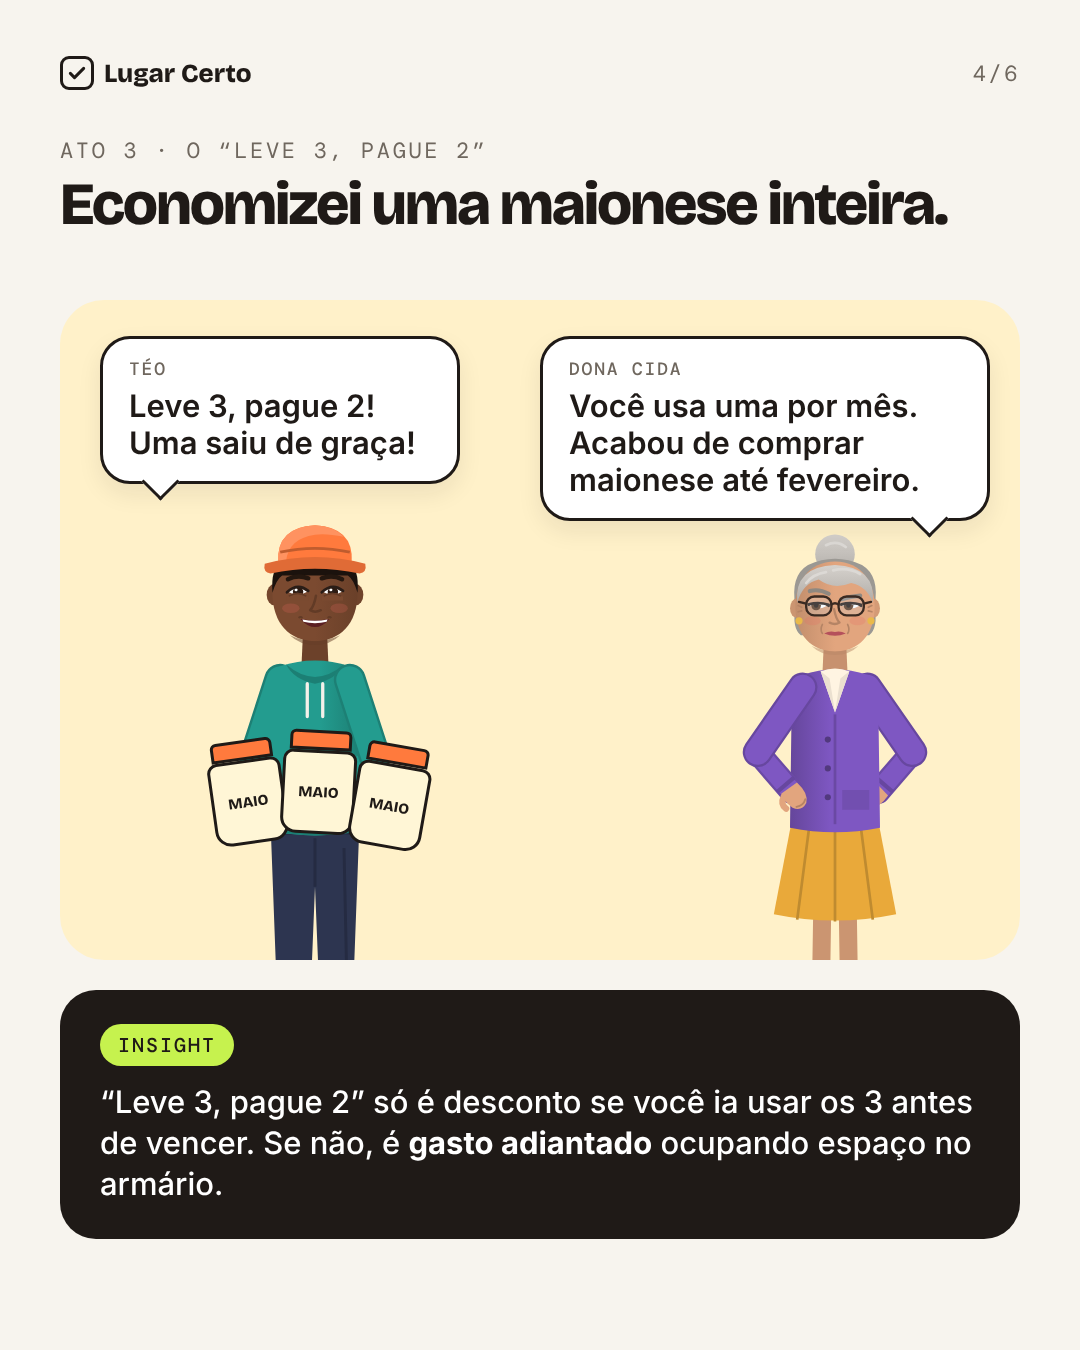 Lugar Certo
4/6
ATO 3 · O “LEVE 3, PAGUE 2”
Economizei uma maionese inteira.
TÉO
Leve 3, pague 2!
Uma saiu de graça!
DONA CIDA
Você usa uma por mês.
Acabou de comprar
maionese até fevereiro.
MAIO
MAIO
MAIO
INSIGHT
“Leve 3, pague 2” só é desconto se você ia usar os 3 antes
de vencer. Se não, é gasto adiantado ocupando espaço no
armário.